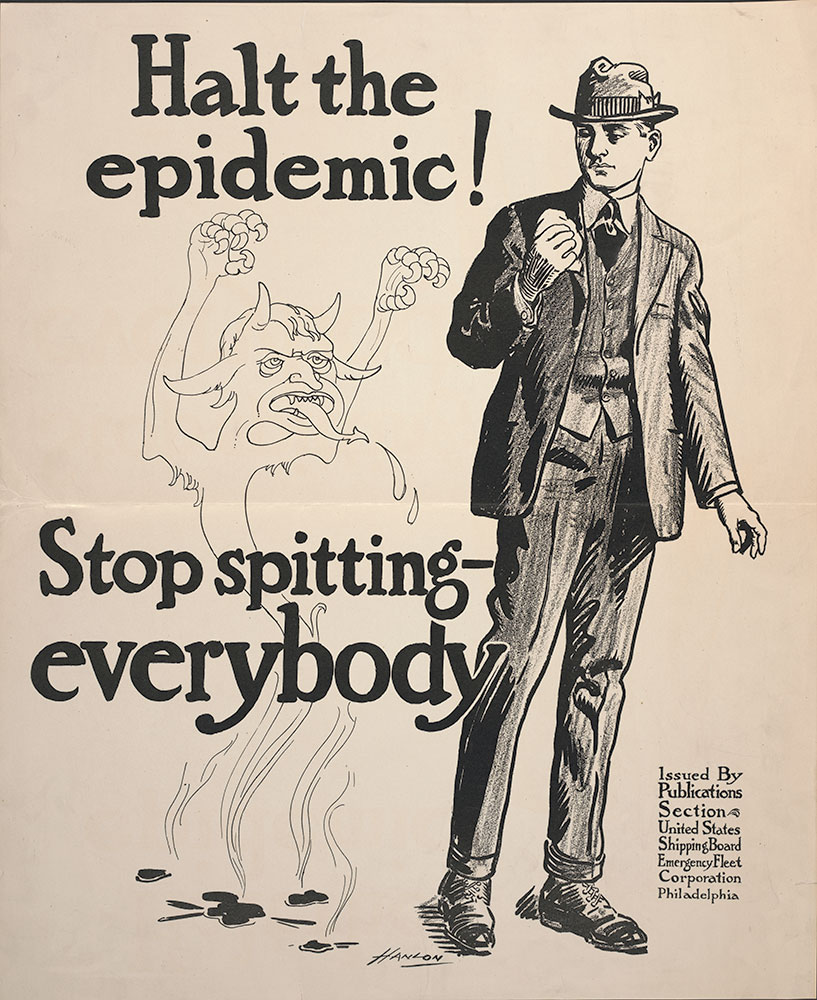 Halt the
epidemic!
Stop spitting-
everybody
Issued By
Publications
Section
United States
Shipping Board
Emergency Fleet
Corporation
Philadelphia
HANLON